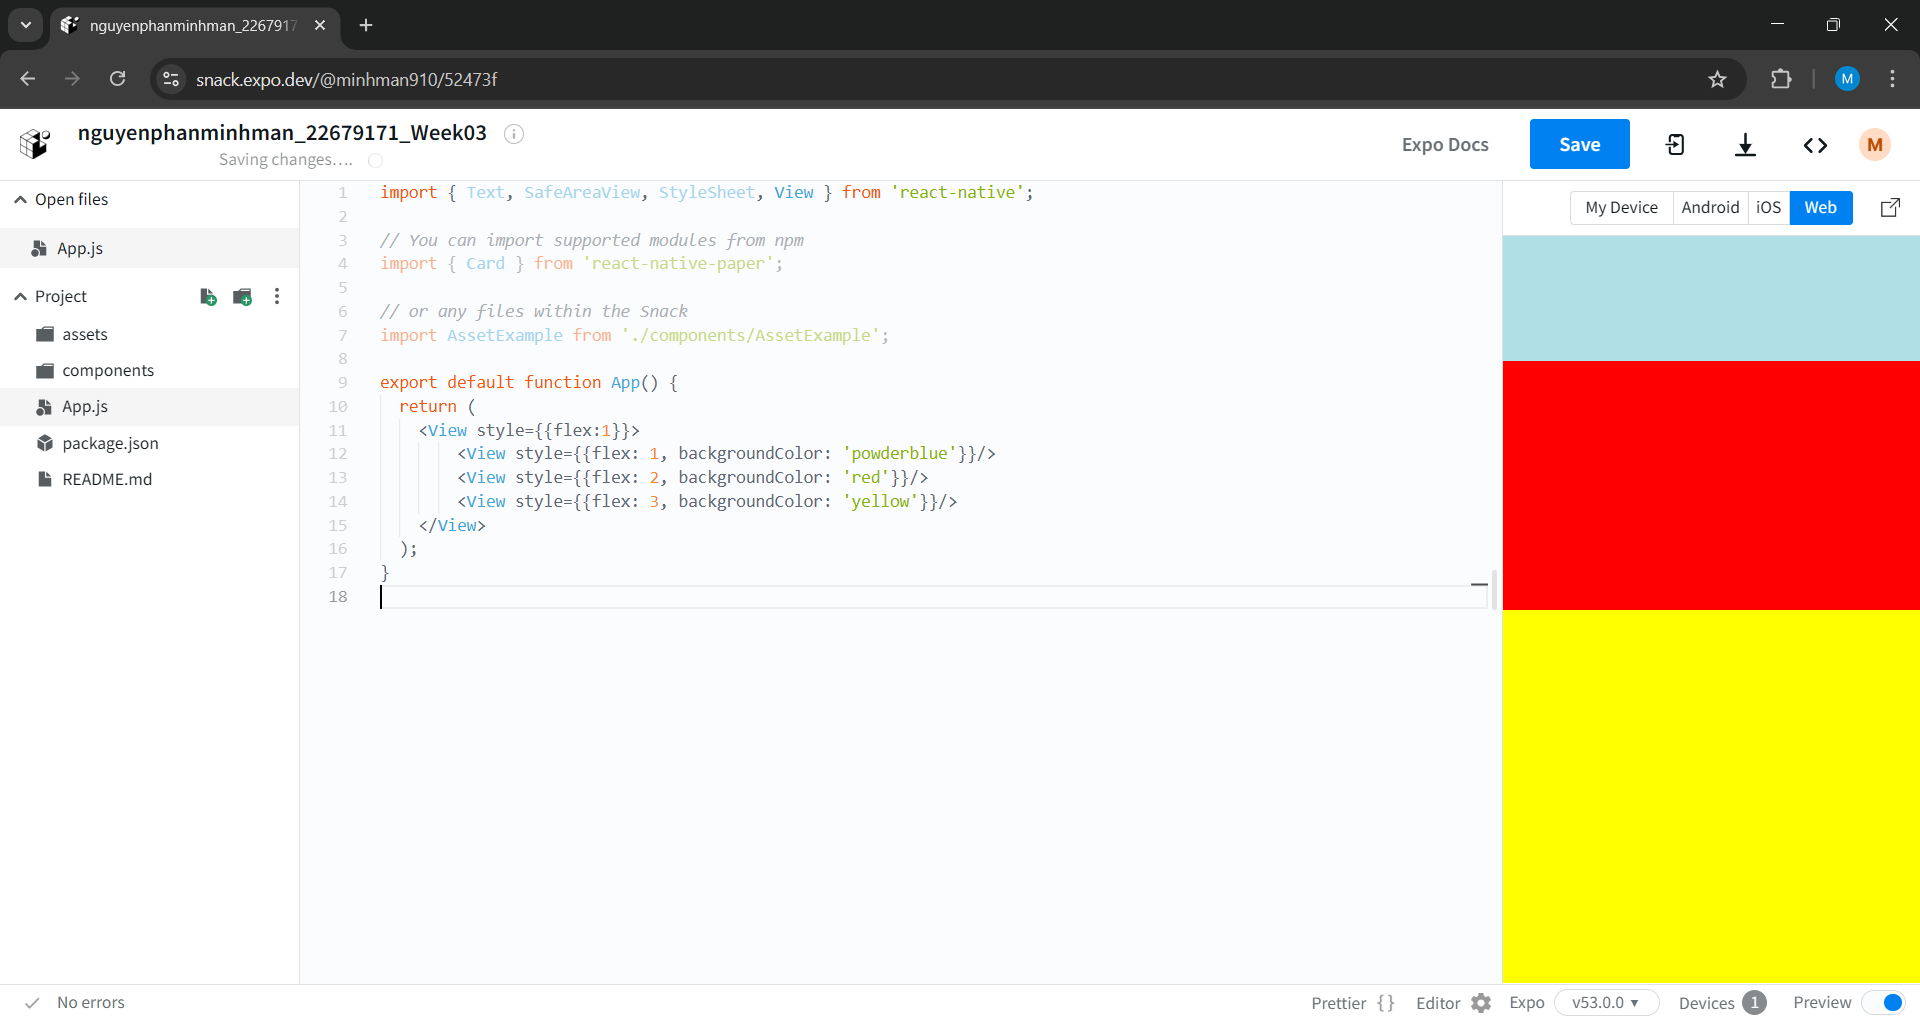 nguyenphanminhman_2267917
snack.expo.dev/@minhman910/52473f
M
nguyenphanminhman_22679171_Week03
Saving changes....
Expo Docs
Save
M
Open files
App.js
Project
assets
components
App.js
package.json
README.md
1 import { Text, SafeAreaView, StyleSheet, View } from 'react-native';
2
3 // You can import supported modules from npm
4 import { Card } from 'react-native-paper';
5
6 // or any files within the Snack
7 import AssetExample from './components/AssetExample';
8
9 export default function App() {
10 return (
11 <View style={{flex:1}}>
12 <View style={{flex: 1, backgroundColor: 'powderblue'}}/>
13 <View style={{flex: 2, backgroundColor: 'red'}}/>
14 <View style={{flex: 3, backgroundColor: 'yellow'}}/>
15 </View>
16 );
17 }
18
My Device Android iOS Web
No errors
Prettier {} Editor Expo v53.0.0 Devices 1 Preview